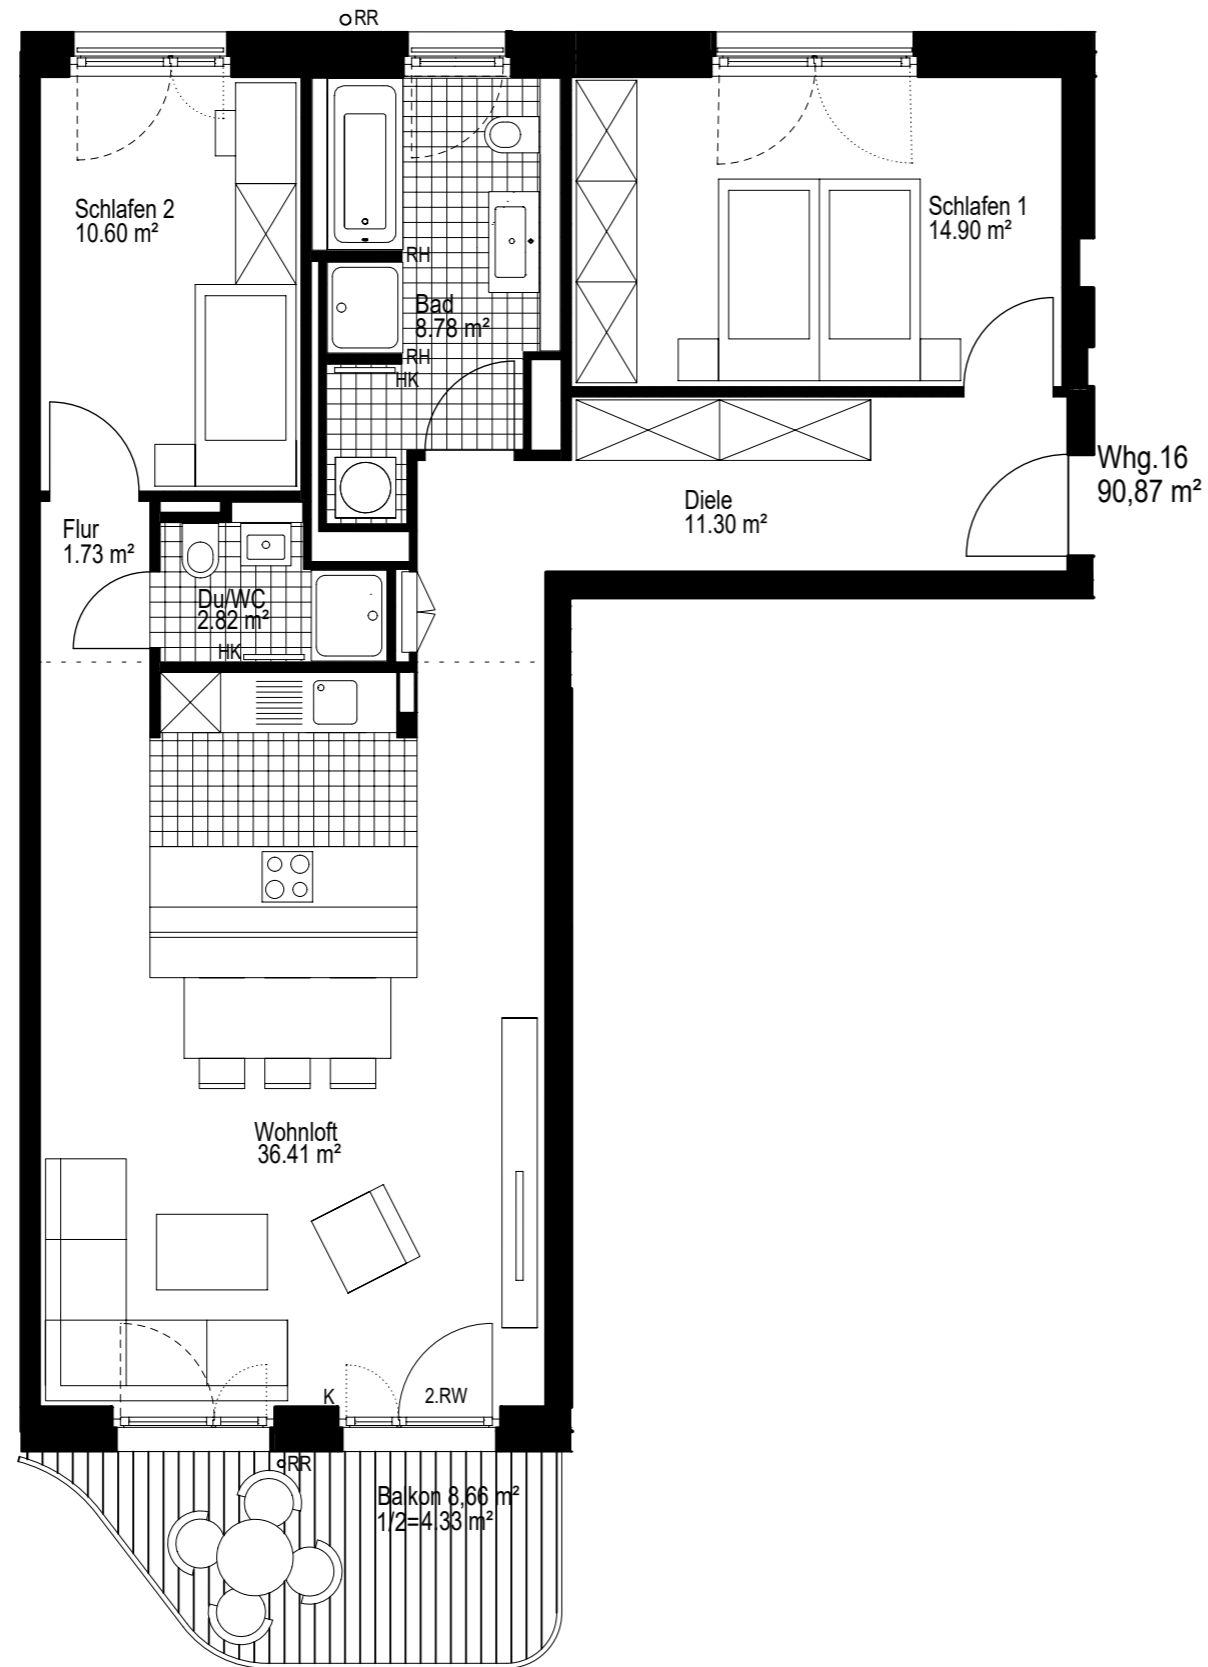 RR
Schlafen 2
10.60 m²
Schlafen 1
14.90 m²
RH
Bad
8.78 m²
RH
HK
Whg.16
90,87 m²
Diele
11.30 m²
Flur
1.73 m²
Du/WC
2.82 m²
HK
Wohnloft
36.41 m²
K
2.RW
RR
Balkon 8,66 m²
1/2=4.33 m²